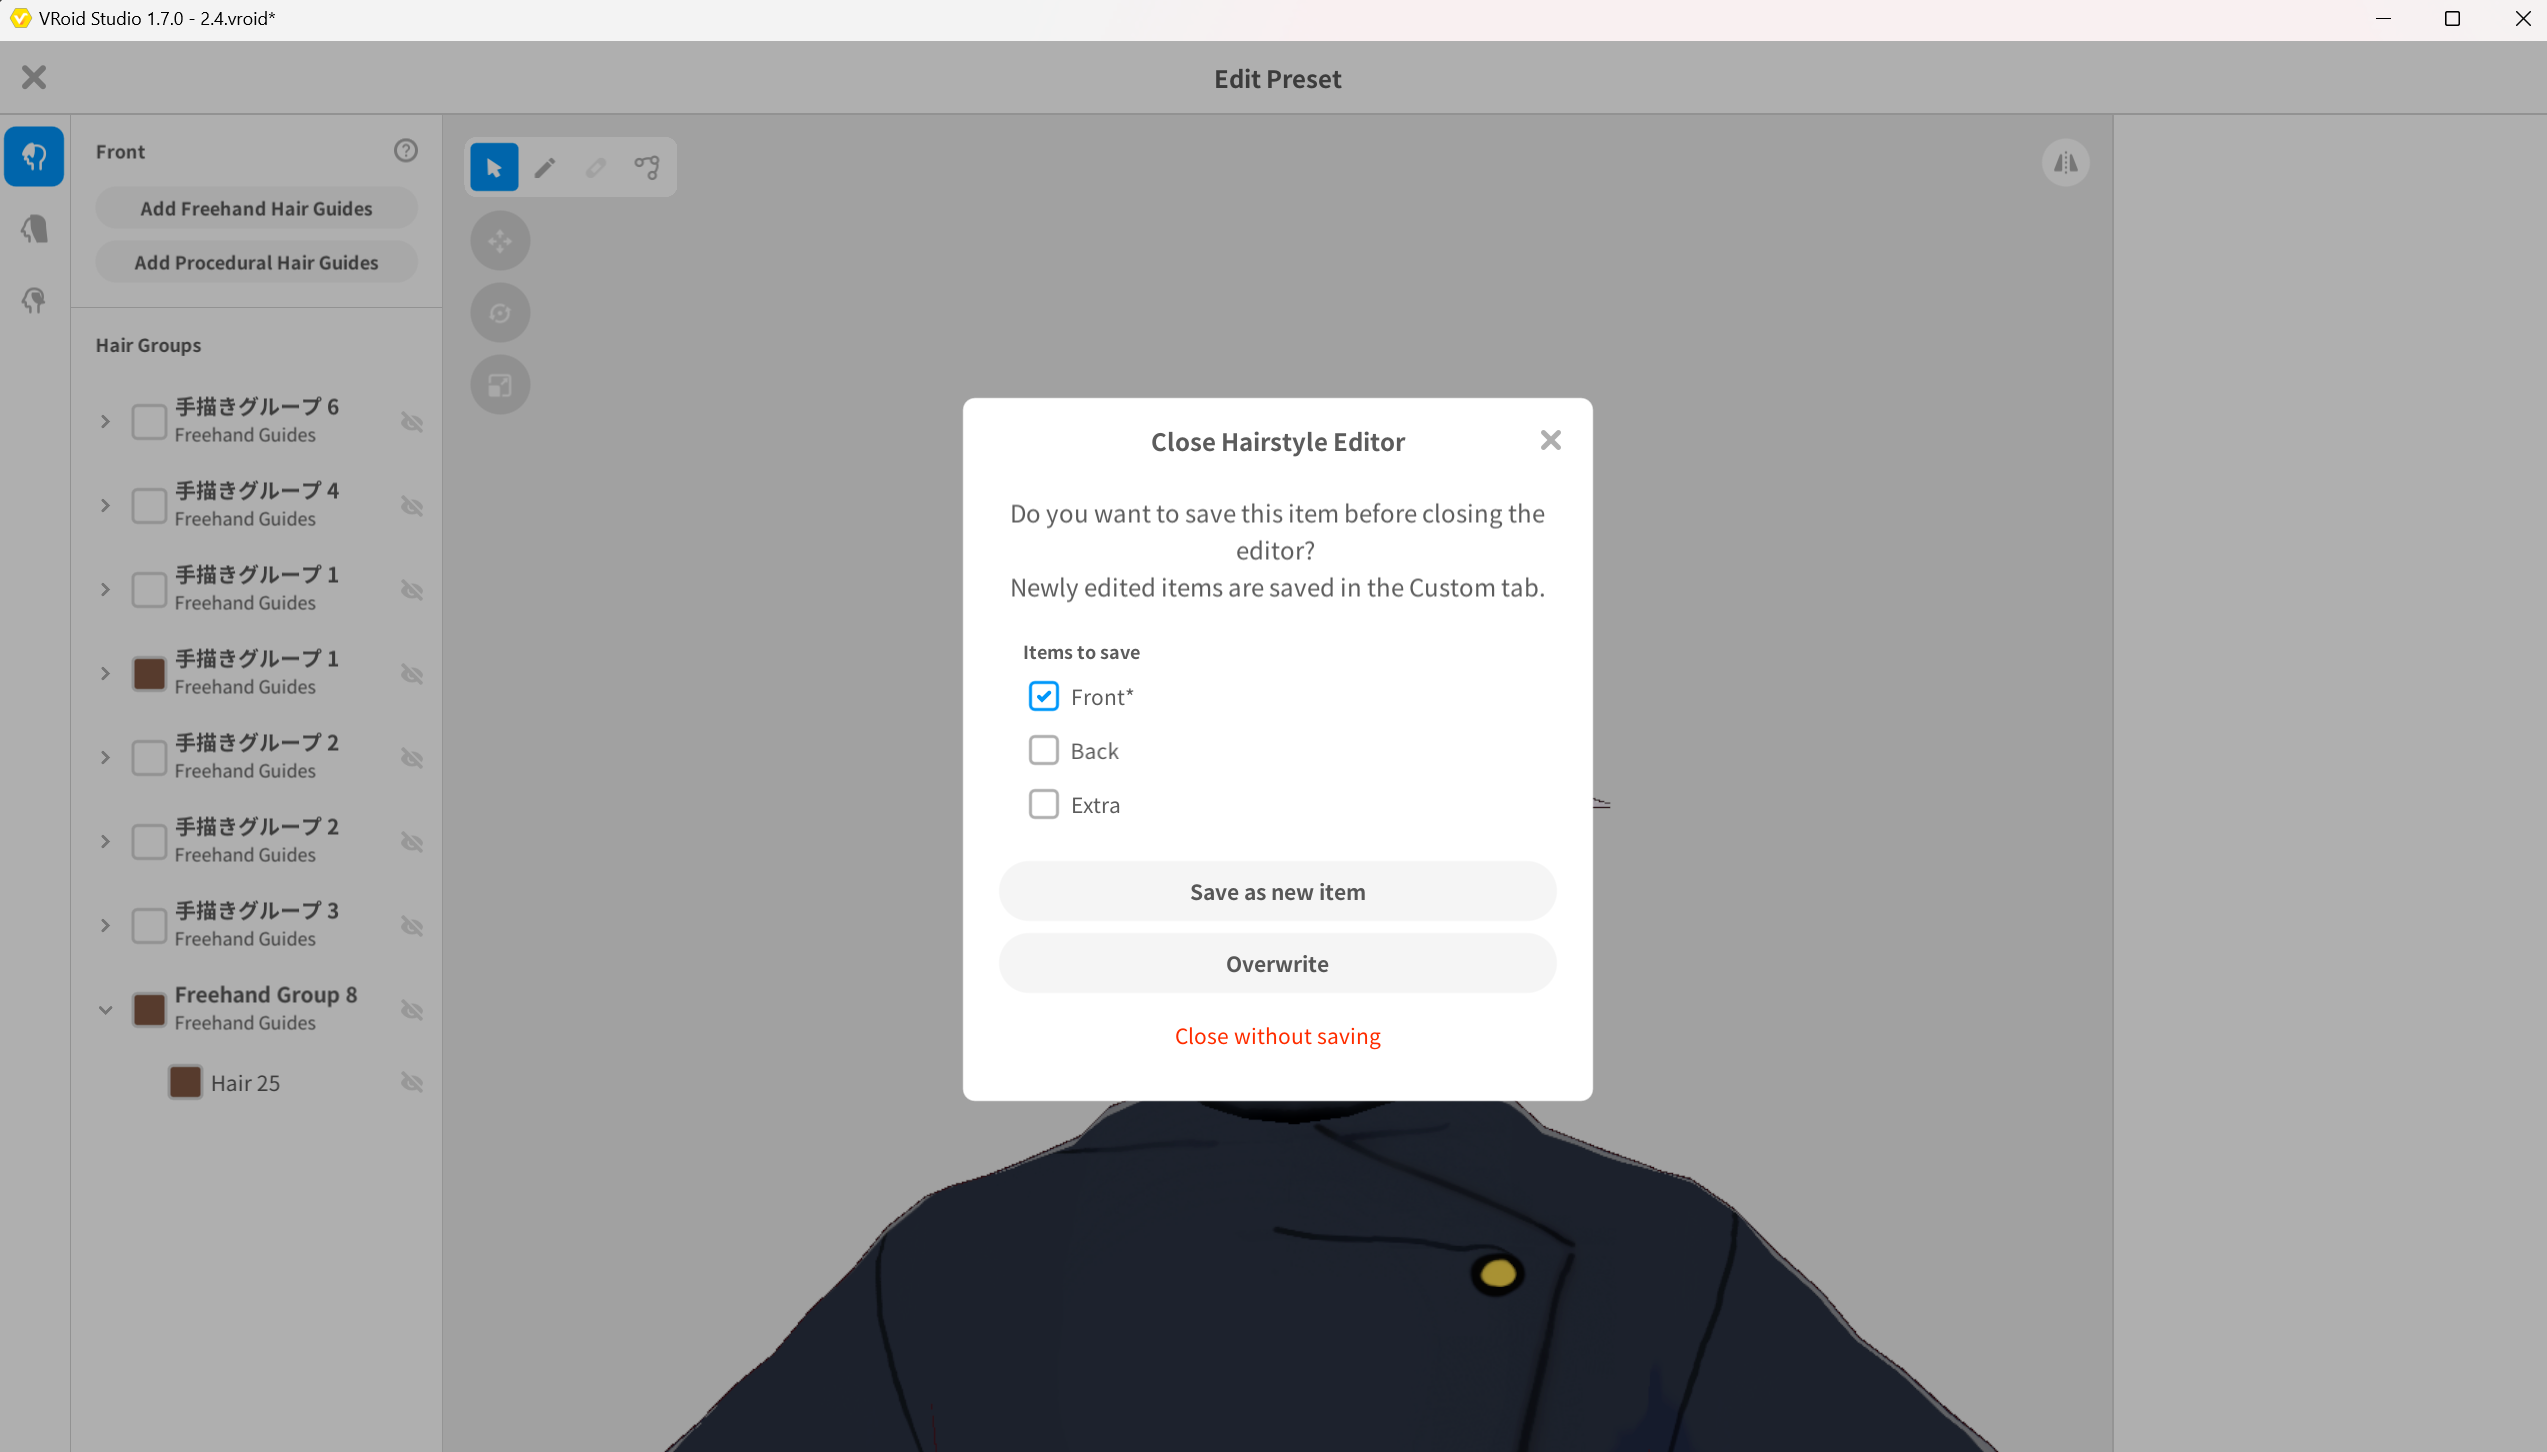 VRoid Studio 1.7.0 - 2.4.vroid*
Edit Preset
Front
Add Freehand Hair Guides
Add Procedural Hair Guides
Hair Groups
手描きグループ 6
Freehand Guides
手描きグループ 4
Freehand Guides
手描きグループ 1
Freehand Guides
手描きグループ 1
Freehand Guides
手描きグループ 2
Freehand Guides
手描きグループ 2
Freehand Guides
手描きグループ 3
Freehand Guides
Freehand Group 8
Freehand Guides
Hair 25
Close Hairstyle Editor
Do you want to save this item before closing the
editor?
Newly edited items are saved in the Custom tab.
Items to save
Front*
Back
Extra
Save as new item
Overwrite
Close without saving